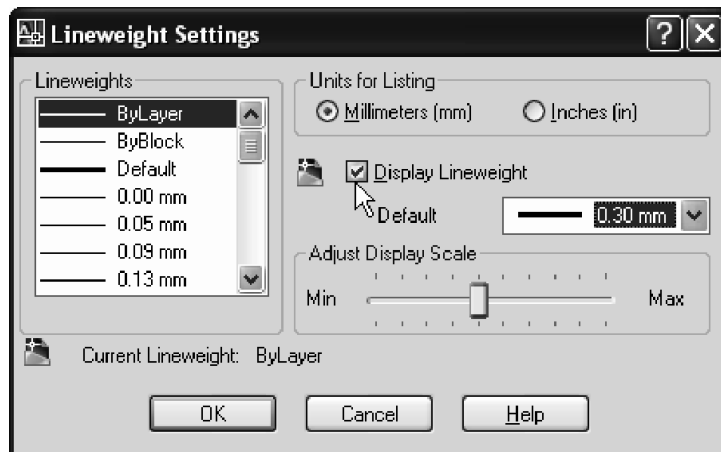 Lineweight Settings
Lineweights
ByLayer
ByBlock
Default
0.00 mm
0.05 mm
0.09 mm
0.13 mm
Units for Listing
Millimeters (mm)
Inches (in)
Display Lineweight
Default
0.30 mm
Adjust Display Scale
Min
Max
Current Lineweight: ByLayer
OK
Cancel
Help